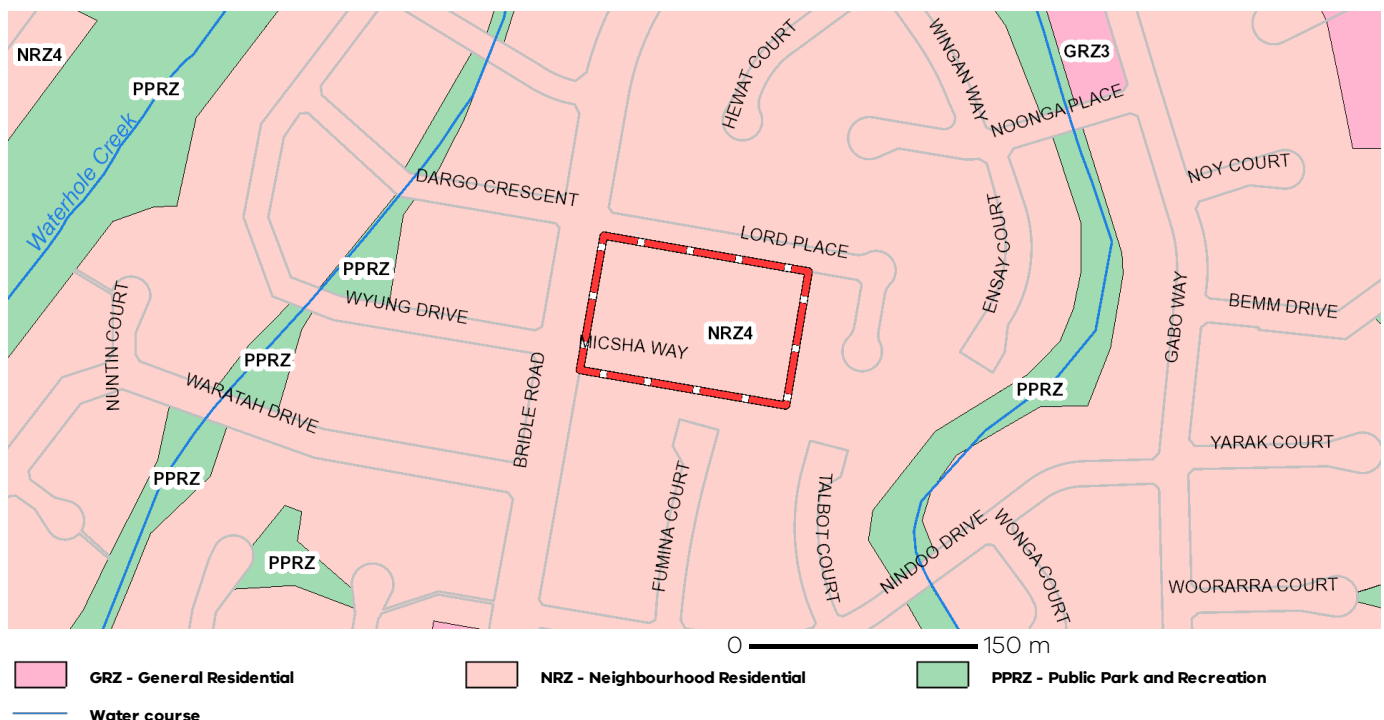 NRZ4
PPRZ
Waterhole Creek
HEWAT COURT
WINGAN WAY
GRZ3
NOONGA PLACE
NOY COURT
DARGO CRESCENT
LORD PLACE
ENSAY COURT
PPRZ
WYUNG DRIVE
NUNTIN COURT
MICSHA WAY
NRZ4
GABO WAY
BEMM DRIVE
PPRZ
WARATAH DRIVE
BRIDLE ROAD
PPRZ
YARAK COURT
PPRZ
FUMINA COURT
TALBOT COURT
NINDOO DRIVE
WONGA COURT
PPRZ
WOORARRA COURT
0 150 m
GRZ - General Residential
NRZ - Neighbourhood Residential
PPRZ - Public Park and Recreation
Water course